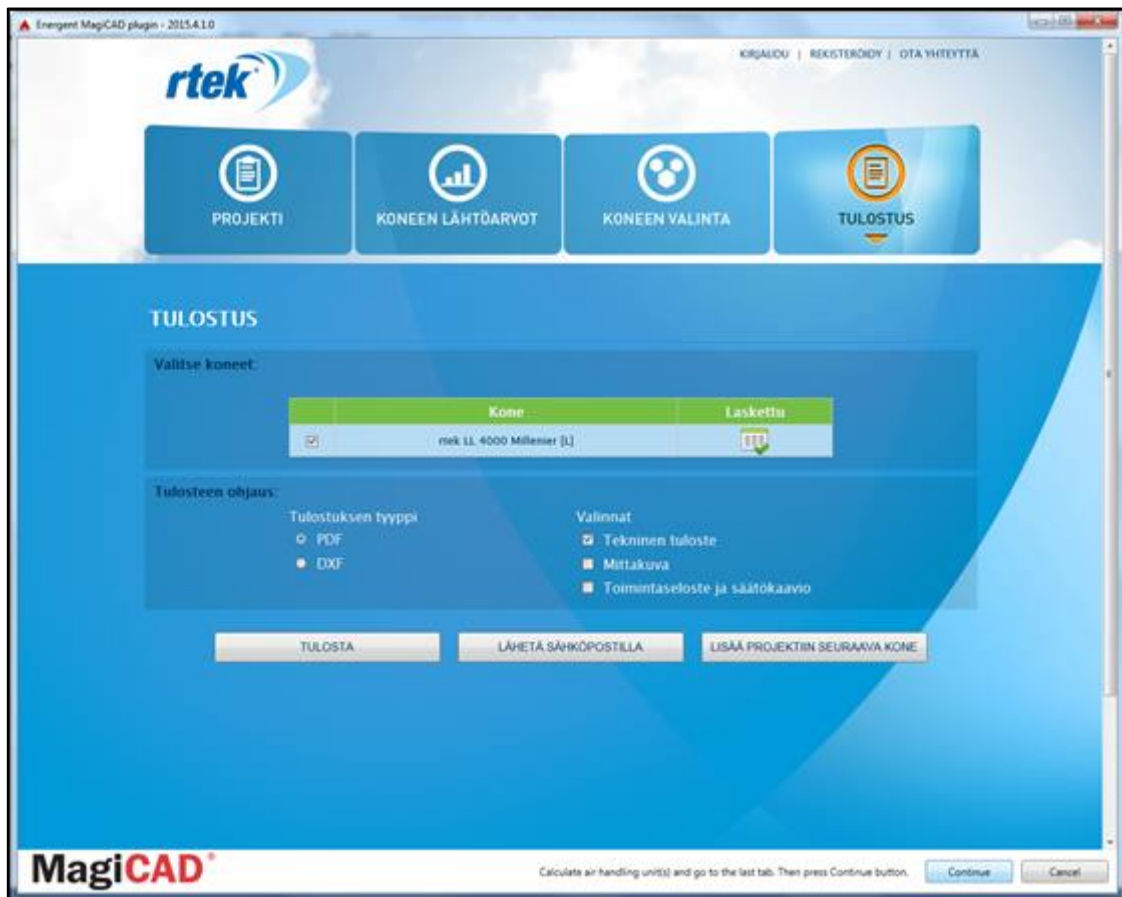 Energent MagiCAD plugin - 2015.4.1.0
rtek
KIRJAUDU | REKISTERÖIDY | OTA YHTEYTTÄ
PROJEKTI
KONEEN LÄHTÖARVOT
KONEEN VALINTA
TULOSTUS
TULOSTUS
Valitse koneet:
Kone Laskettu
rtek LL 4000 Millenier [L]
Tulosteen ohjaus:
Tulostuksen tyyppi
PDF
DXF
Valinnat
Tekninen tuloste
Mittakuva
Toimintaseloste ja säätökaavio
TULOSTA
LÄHETÄ SÄHKÖPOSTILLA
LISÄÄ PROJEKTIIN SEURAAVA KONE
MagiCAD®
Calculate air handling unit(s) and go to the last tab. Then press Continue button.
Continue
Cancel